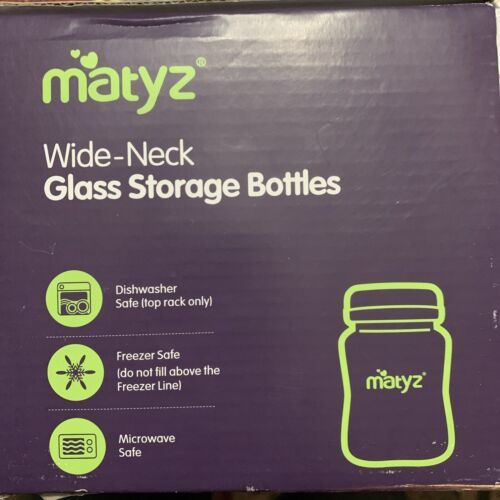 matyz®
Wide-Neck
Glass Storage Bottles
Dishwasher
Safe (top rack only)
Freezer Safe
(do not fill above the
Freezer Line)
Microwave
Safe
matyz®